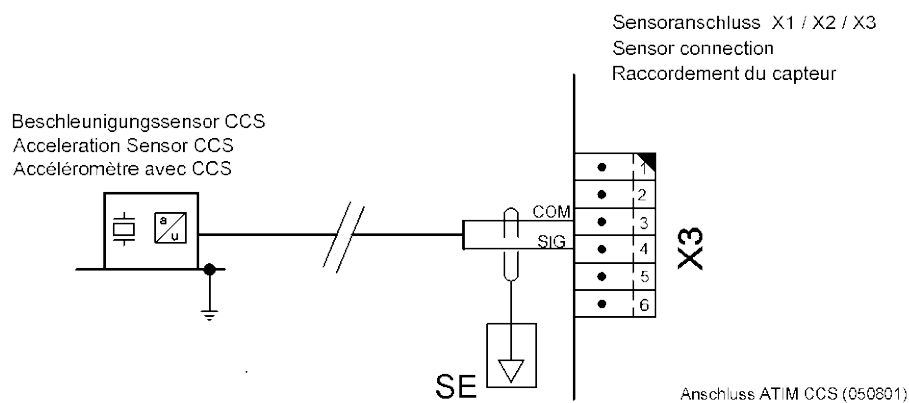 Sensoranschluss X1 / X2 / X3
Sensor connection
Raccordement du capteur
Beschleunigungssensor CCS
Acceleration Sensor CCS
Accéléromètre avec CCS
a
u
COM
SIG
1
2
3
4
5
6
X3
SE
Anschluss ATIM CCS (050801)